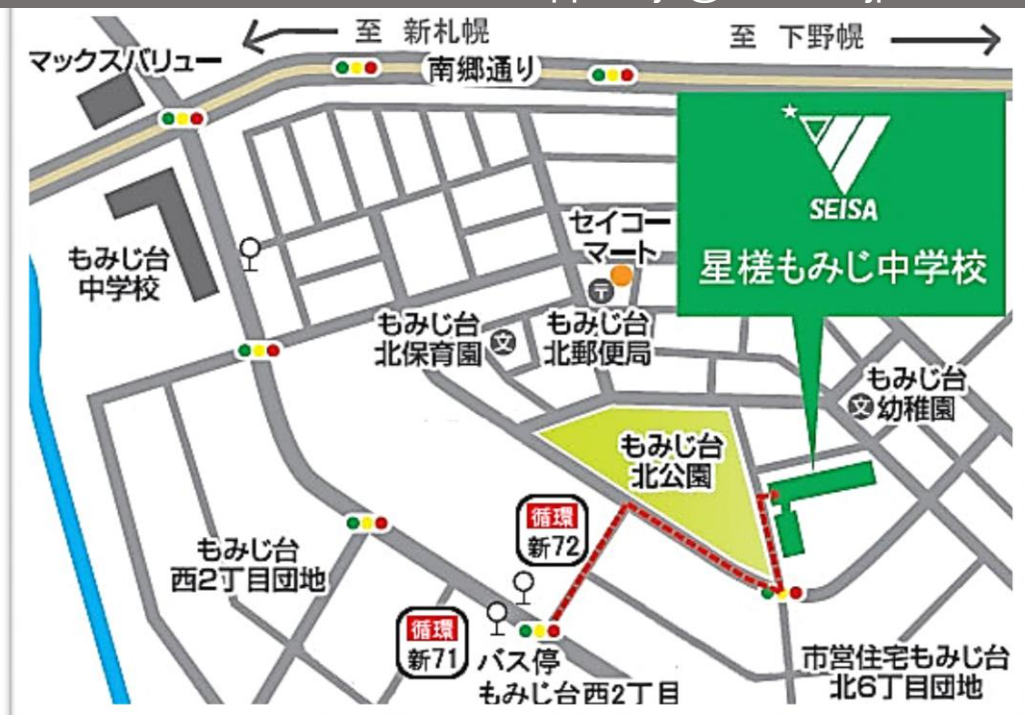 至 新札幌
至 下野幌
マックスバリュー
南郷通り
SEISA
星槎もみじ中学校
セイコー
マート
〒
もみじ台
中学校
もみじ台
北保育園
文
もみじ台
北郵便局
もみじ台
文 幼稚園
もみじ台
北公園
循環
新72
もみじ台
西2丁目団地
循環
新71
バス停
もみじ台西2丁目
市営住宅もみじ台
北6丁目団地